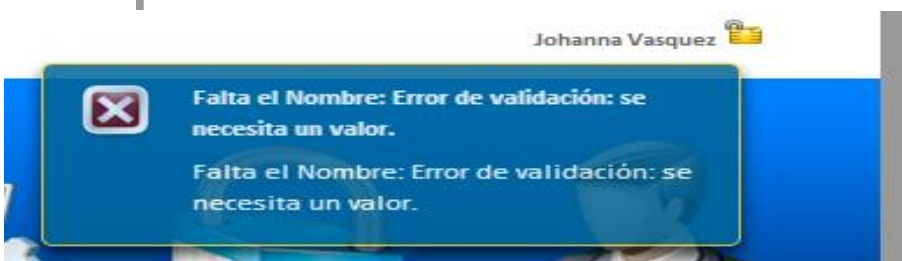 Johanna Vasquez
Falta el Nombre: Error de validación: se
necesita un valor.
Falta el Nombre: Error de validación: se
necesita un valor.